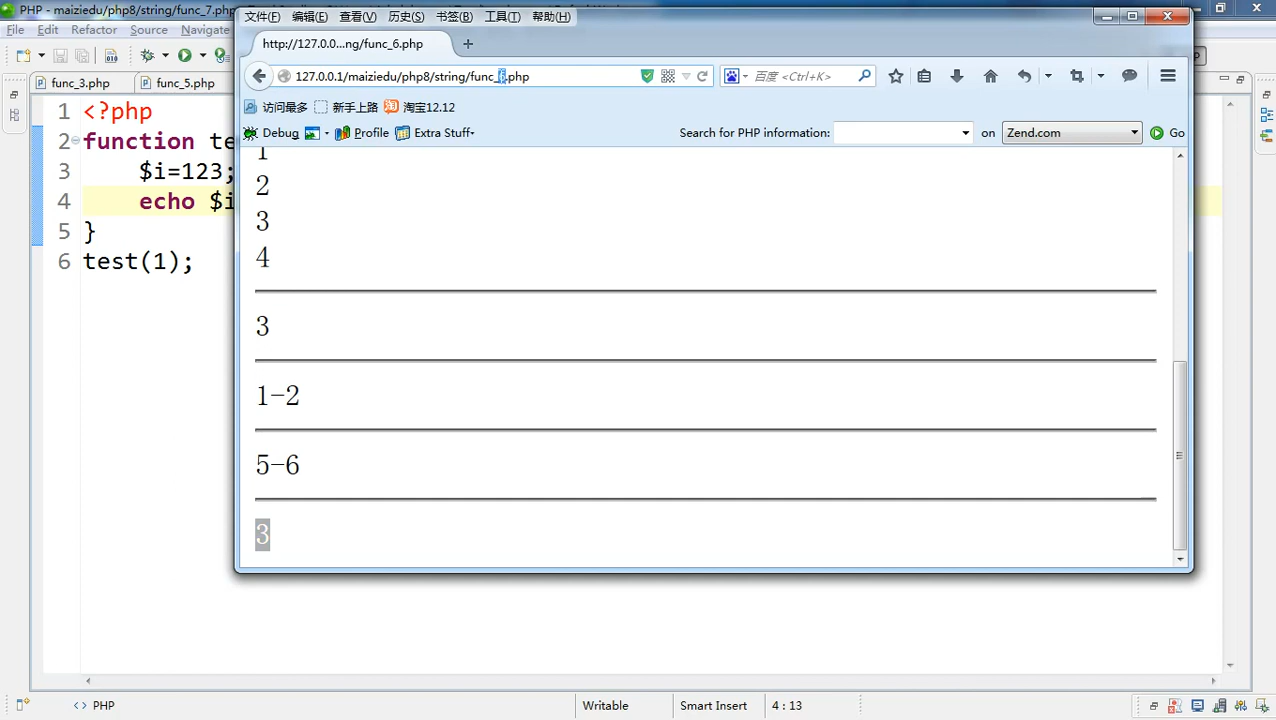 PHP - maiziedu/php8/string/func_7.php
File Edit Refactor Source Navigate
func_3.php func_5.php
1 <?php
2 function te
3 $i=123;
4 echo $i
5 }
6 test(1);
文件(F) 编辑(E) 查看(V) 历史(S) 书签(B) 工具(T) 帮助(H)
http://127.0.0...ng/func_6.php
127.0.0.1/maiziedu/php8/string/func_6.php
百度 <Ctrl+K>
访问最多 新手上路 淘宝12.12
Debug Profile Extra Stuff
Search for PHP information: on Zend.com Go
1
2
3
4
3
1-2
5-6
3
PHP Writable Smart Insert 4 : 13